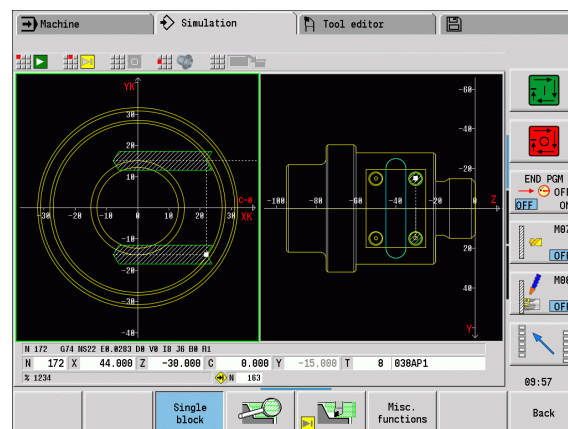 Machine
Simulation
Tool editor
YK
30
20
10
-30 -20 -10 0 10 20 30
C-0
XK
-10
-20
-30
-40
-60
-40
-20
-100 -80 -60 -40 -20 0
Z
20
40
Y
END PGM
OFF
OFF ON
M07
OFF
M08
OFF
N 172 G74 NS22 E0.0283 D0 V0 I8 J6 B0 R1
N 172 X 44.000 Z -30.000 C 0.000 Y -15.000 T 8 038AP1
% 1234 N 163
09:57
Single block
Misc. functions
Back